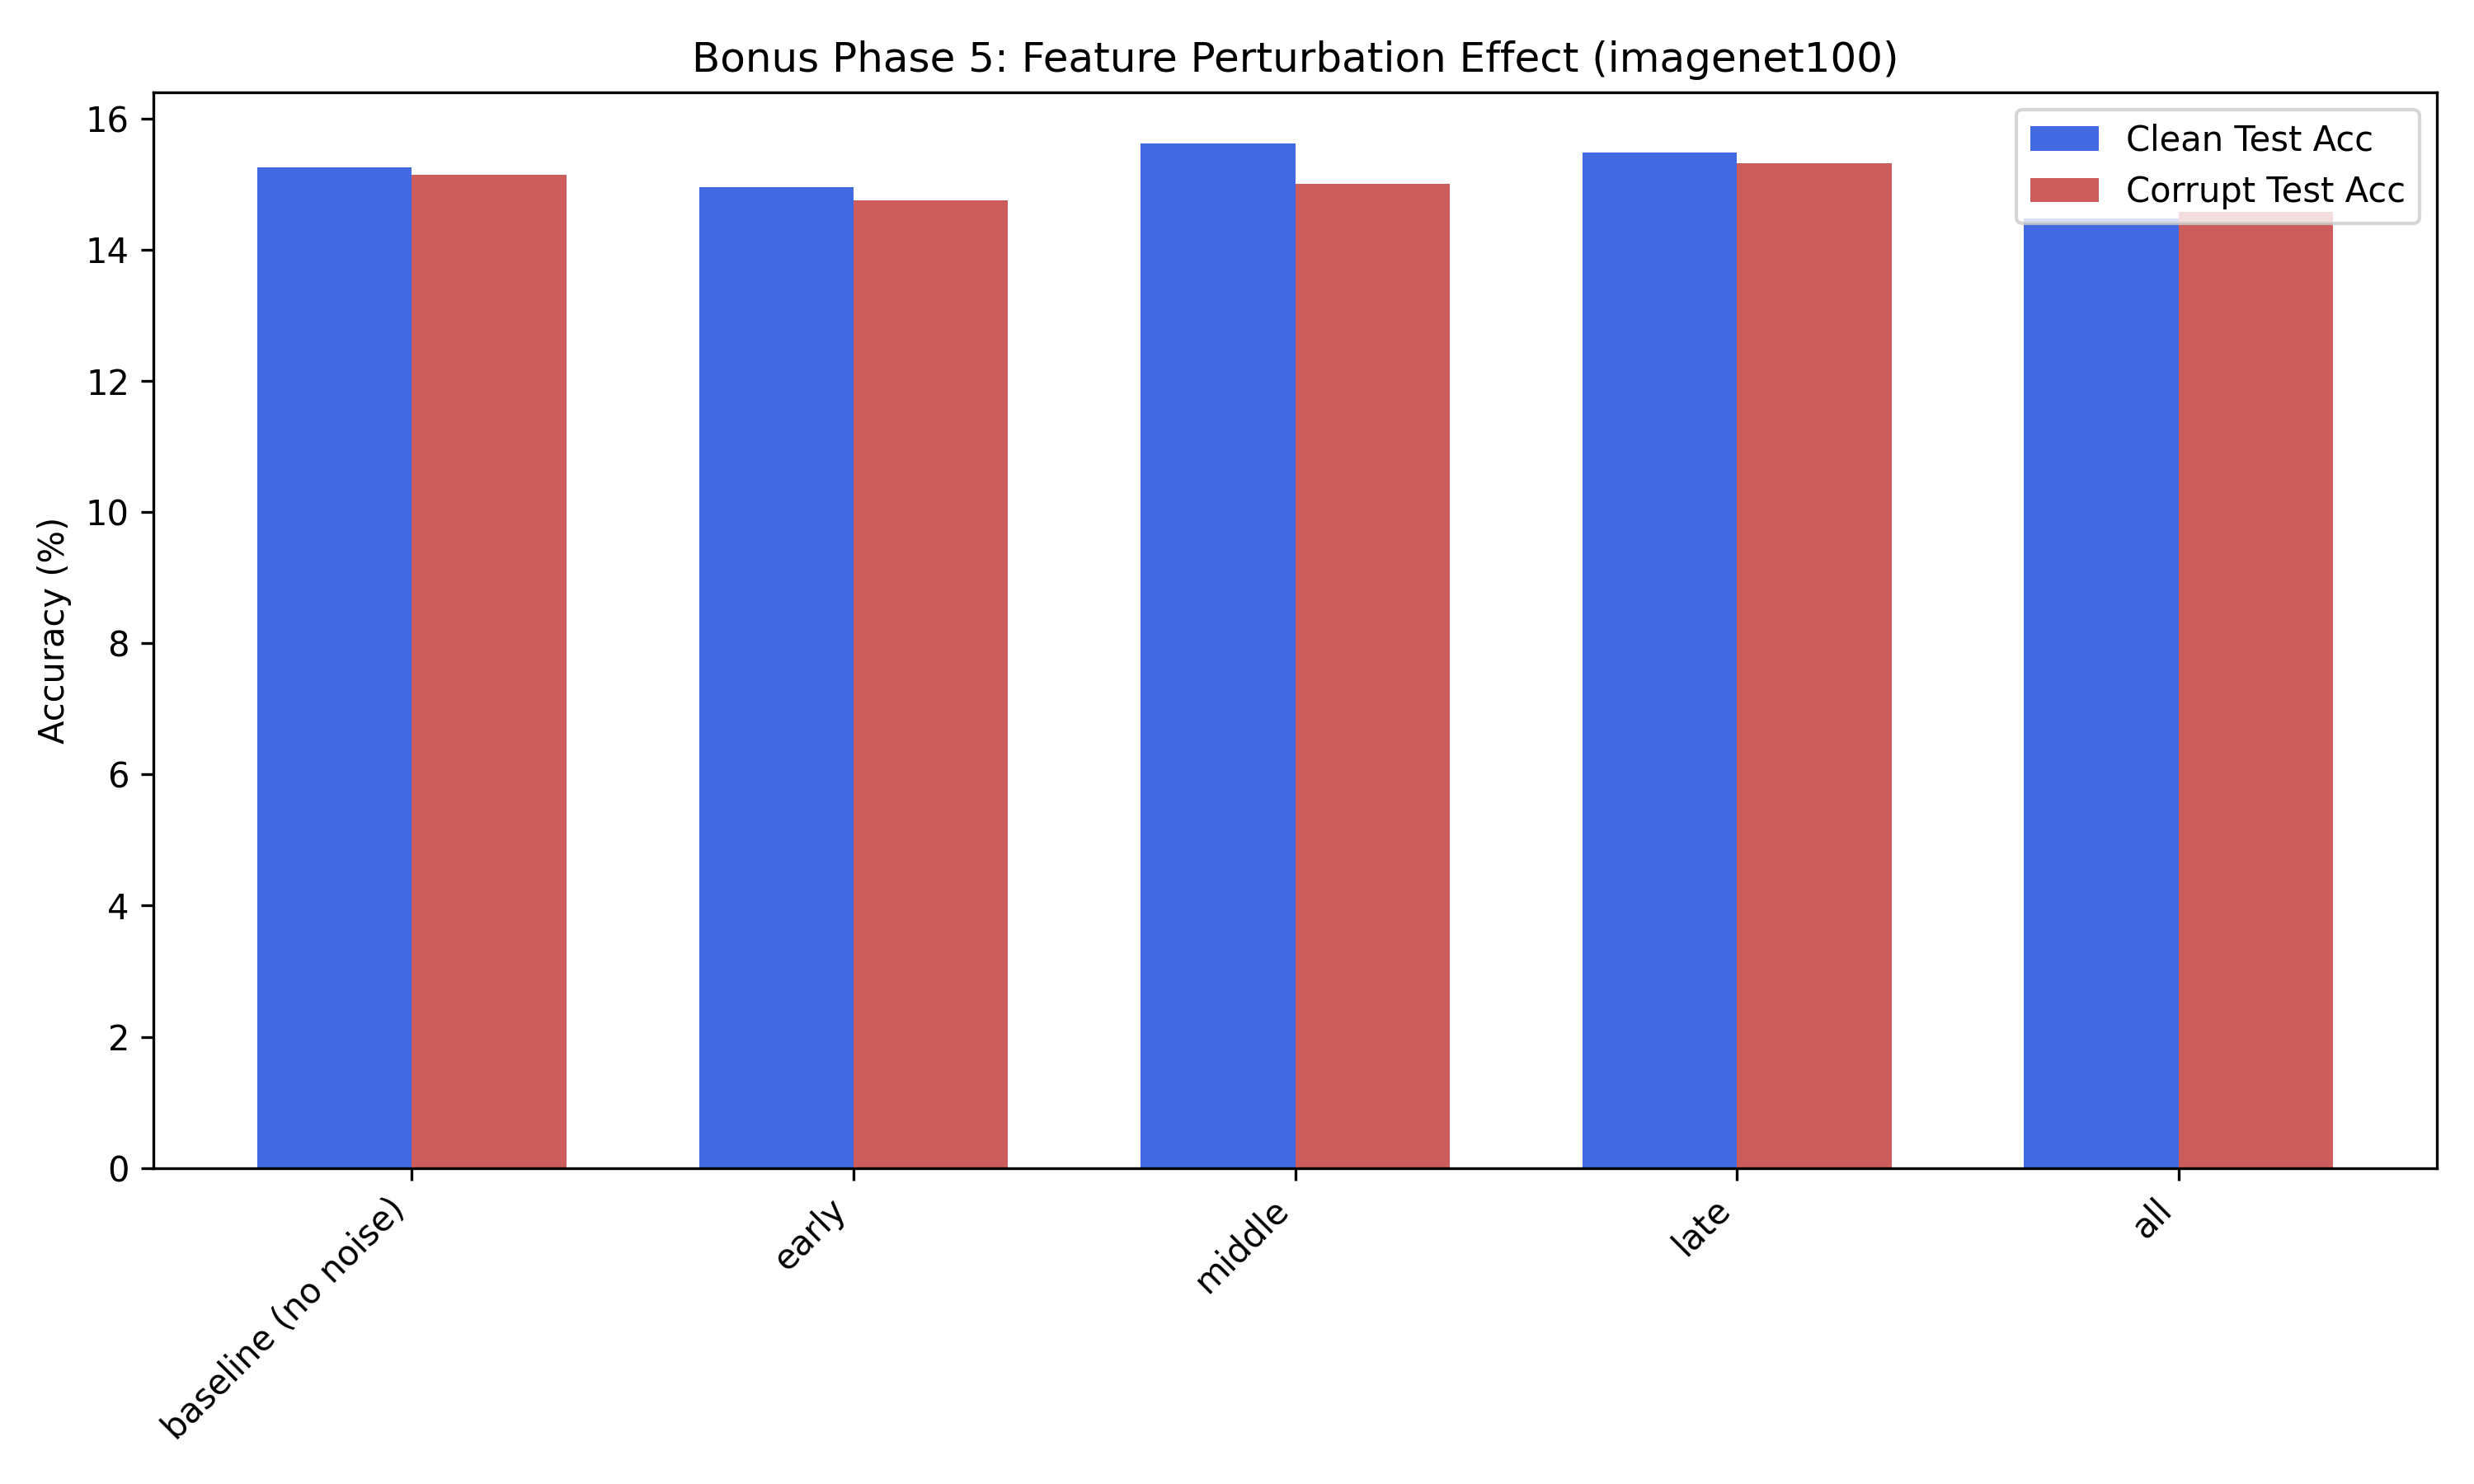 Bonus Phase 5: Feature Perturbation Effect (imagenet100)
Accuracy (%)
16
14
12
10
8
6
4
2
0
Clean Test Acc
Corrupt Test Acc
baseline (no noise)
early
middle
late
all